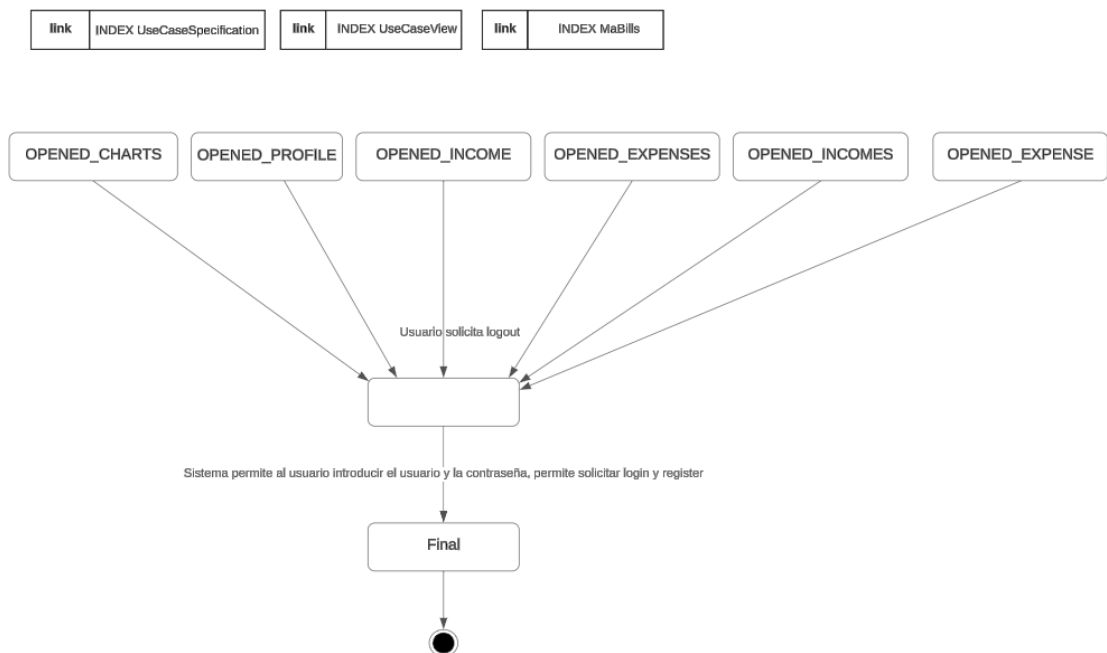 link INDEX UseCaseSpecification link INDEX UseCaseView link INDEX MaBills
OPENED_CHARTS OPENED_PROFILE OPENED_INCOME OPENED_EXPENSES OPENED_INCOMES OPENED_EXPENSE
Usuario solicita logout
Sistema permite al usuario introducir el usuario y la contraseña, permite solicitar login y register
Final